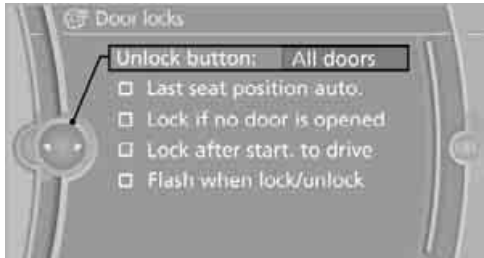 Door locks
Unlock button: All doors
Last seat position auto.
Lock if no door is opened
Lock after start. to drive
Flash when lock/unlock